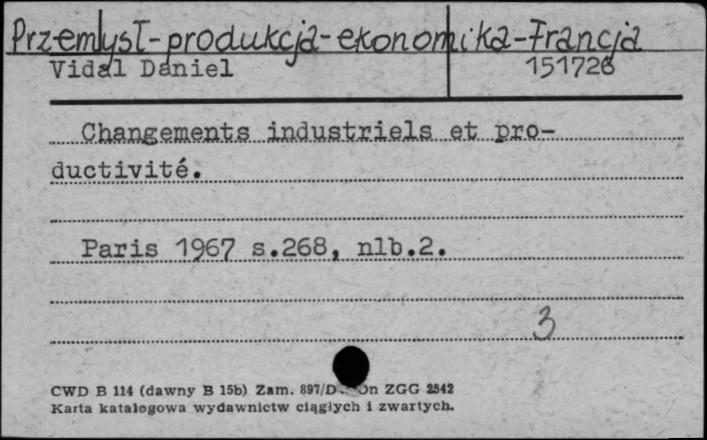 Przemysł-produkcja-ekonomika-Francja
Vidal Daniel 151726
Changements industriels et pro-
ductivité.
Paris 1967 s.268, nlb.2.
3
CWD B 114 (dawny B 15b) Zam. 897/D. on ZGG 2542
Karta katalogowa wydawnictw ciągłych i zwartych.